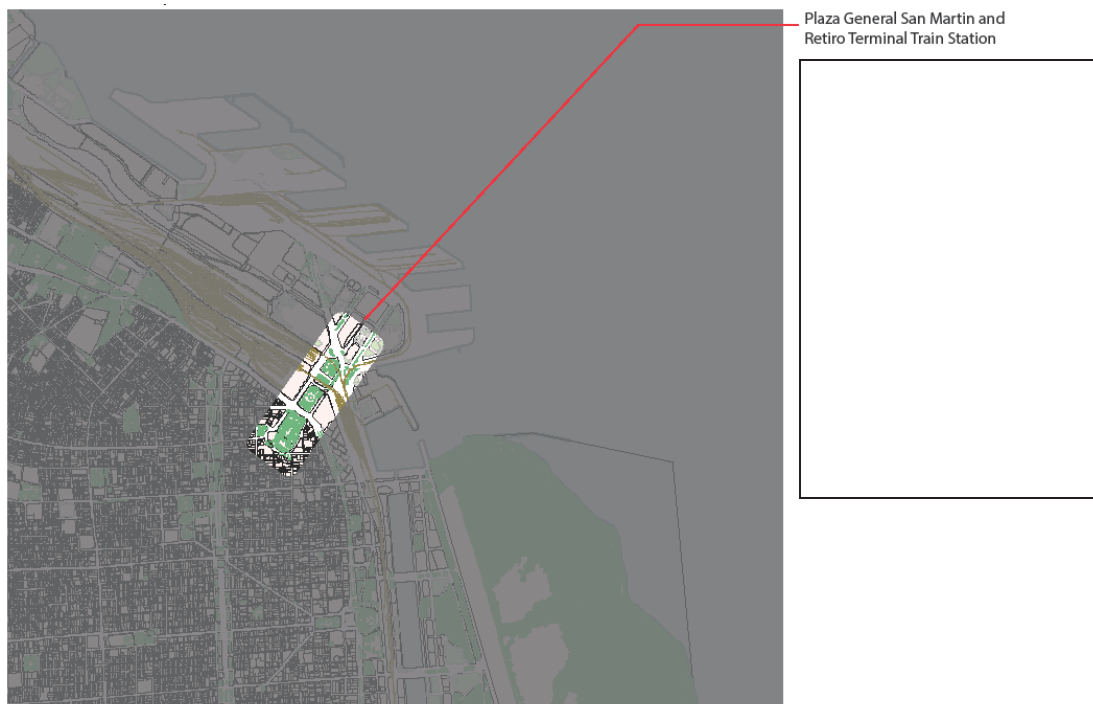 Plaza General San Martin and
Retiro Terminal Train Station